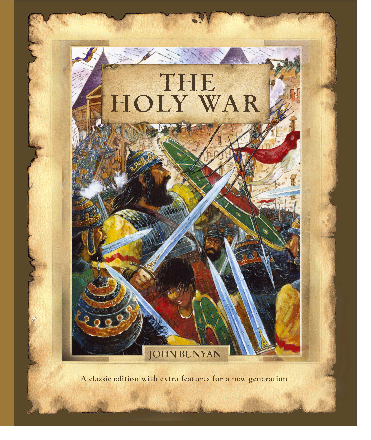 THE
HOLY WAR
JOHN BUNYAN
A classic edition with extra features for a new generation